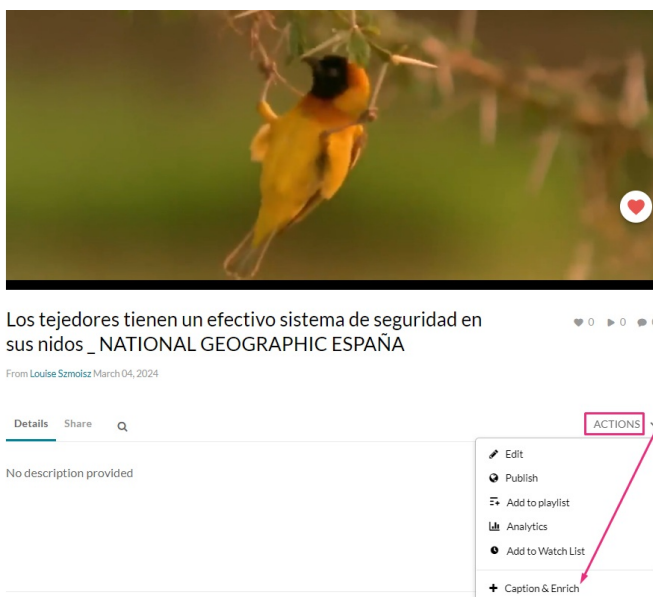 Los tejedores tienen un efectivo sistema de seguridad en
sus nidos _ NATIONAL GEOGRAPHIC ESPAÑA
0 0
From Louise Szmoisz March 04, 2024
Details Share ACTIONS
No description provided
Edit
Publish
Add to playlist
Analytics
Add to Watch List
Caption & Enrich